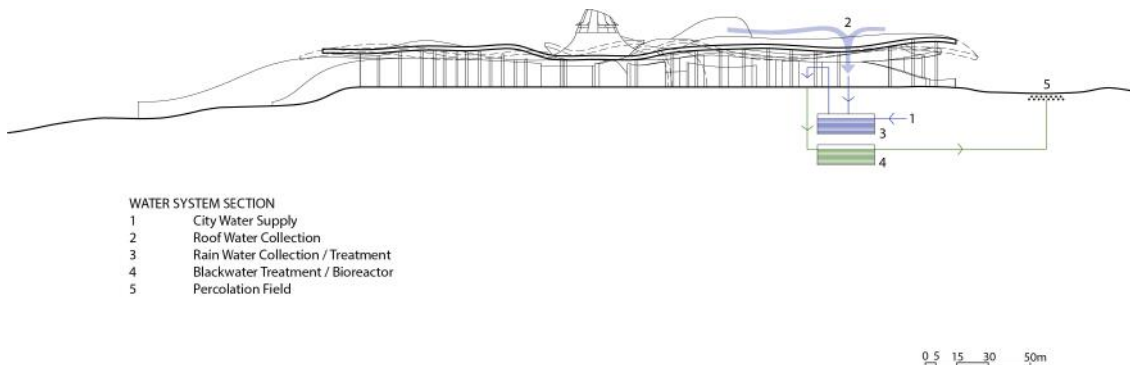 2
5
1
3
4
WATER SYSTEM SECTION
1 City Water Supply
2 Roof Water Collection
3 Rain Water Collection / Treatment
4 Blackwater Treatment / Bioreactor
5 Percolation Field
0 5 15 30 50m